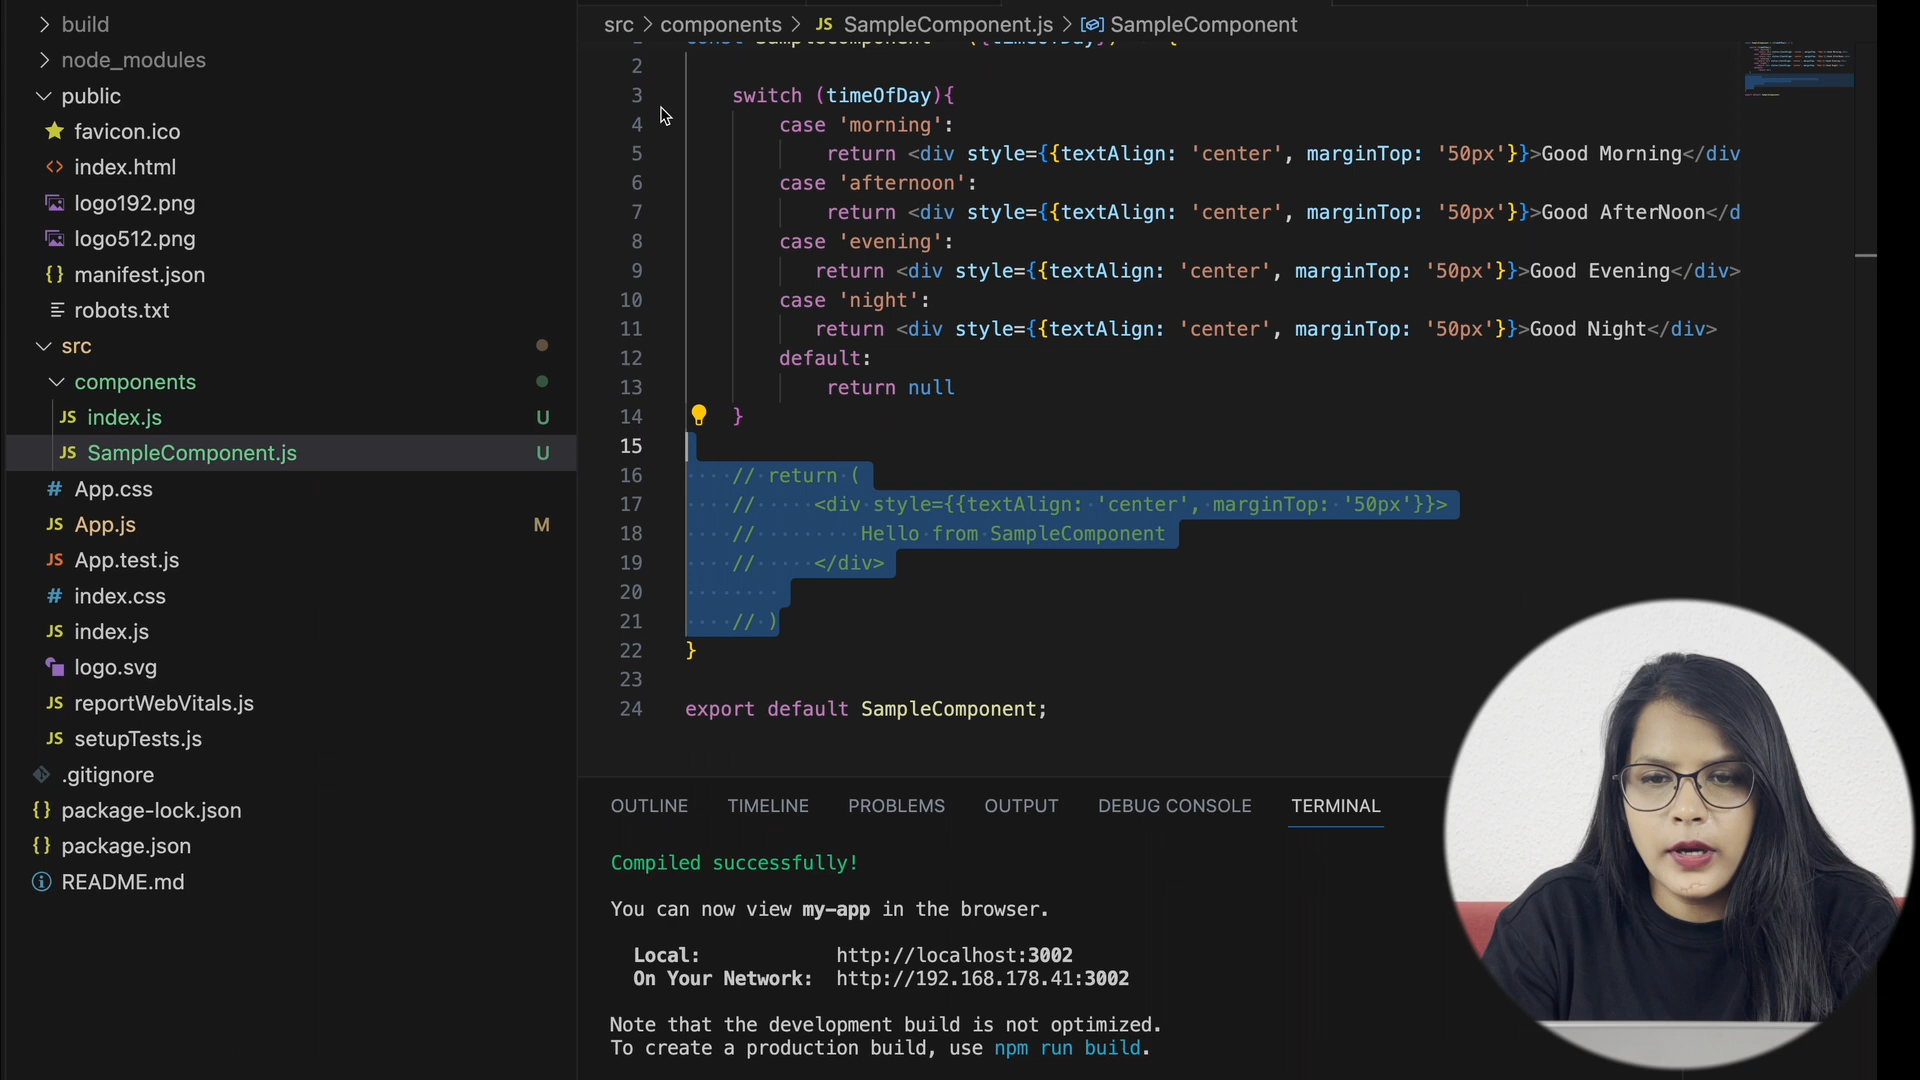 build
node_modules
public
favicon.ico
<> index.html
logo192.png
logo512.png
{} manifest.json
robots.txt
src
components
JS index.js U
JS SampleComponent.js U
# App.css
JS App.js M
JS App.test.js
# index.css
JS index.js
logo.svg
JS reportWebVitals.js
JS setupTests.js
.gitignore
{} package-lock.json
{} package.json
README.md
src > components > JS SampleComponent.js > SampleComponent
2
3 switch (timeOfDay){
4 case 'morning':
5 return <div style={{textAlign: 'center', marginTop: '50px'}}>Good Morning</div
6 case 'afternoon':
7 return <div style={{textAlign: 'center', marginTop: '50px'}}>Good AfterNoon</d
8 case 'evening':
9 return <div style={{textAlign: 'center', marginTop: '50px'}}>Good Evening</div>
10 case 'night':
11 return <div style={{textAlign: 'center', marginTop: '50px'}}>Good Night</div>
12 default:
13 return null
14 }
15
16 // return (
17 // <div style={{textAlign: 'center', marginTop: '50px'}}>
18 // Hello from SampleComponent
19 // </div>
20
21 // )
22 }
23
24 export default SampleComponent;
OUTLINE TIMELINE PROBLEMS OUTPUT DEBUG CONSOLE TERMINAL
Compiled successfully!
You can now view my-app in the browser.
Local: http://localhost:3002
On Your Network: http://192.168.178.41:3002
Note that the development build is not optimized.
To create a production build, use npm run build.